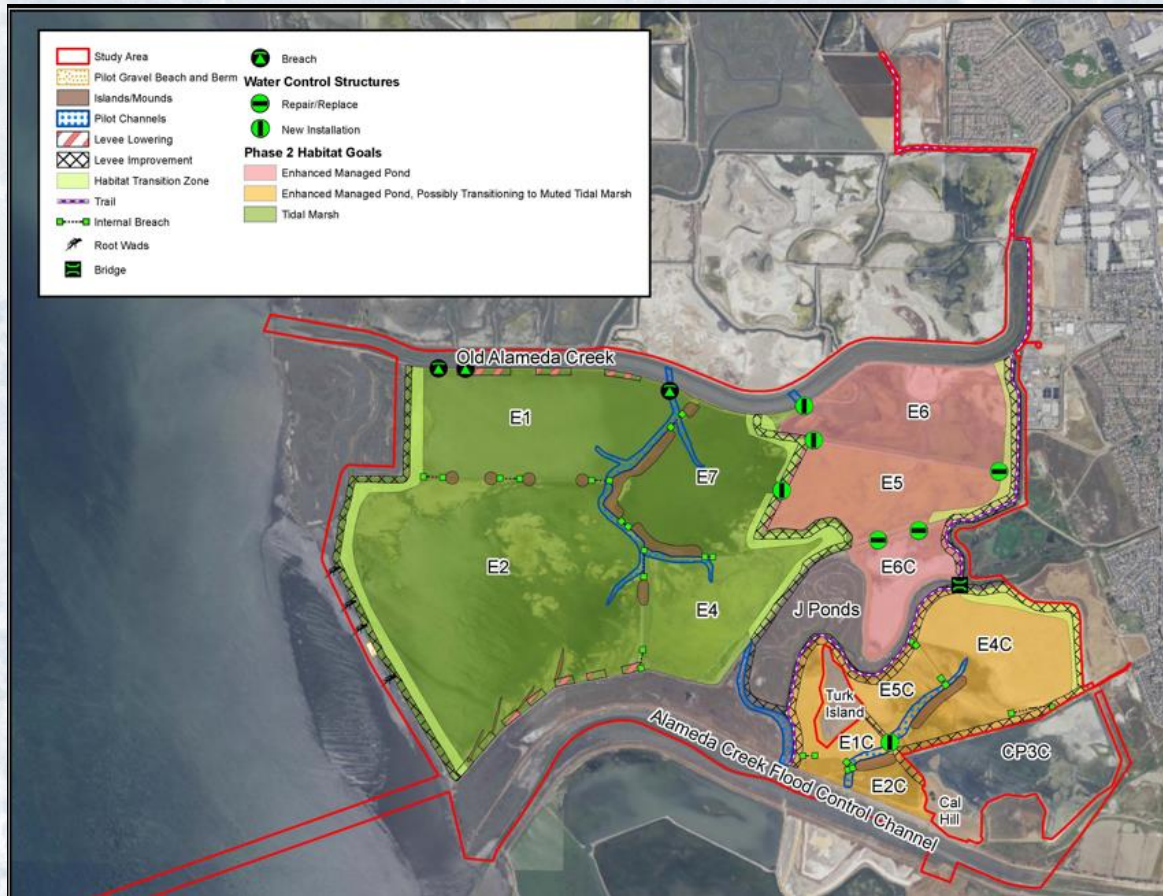 Study Area
Pilot Gravel Beach and Berm
Islands/Mounds
Pilot Channels
Levee Lowering
Levee Improvement
Habitat Transition Zone
Trail
Internal Breach
Root Wads
Bridge
Breach
Water Control Structures
Repair/Replace
New Installation
Phase 2 Habitat Goals
Enhanced Managed Pond
Enhanced Managed Pond, Possibly Transitioning to Muted Tidal Marsh
Tidal Marsh
Old Alameda Creek
E1
E6
E7
E5
E2
E6C
J Ponds
E4
E4C
E5C
Turk
Island
E1C
CP3C
E2C
Cal
Hill
Alameda Creek Flood Control Channel